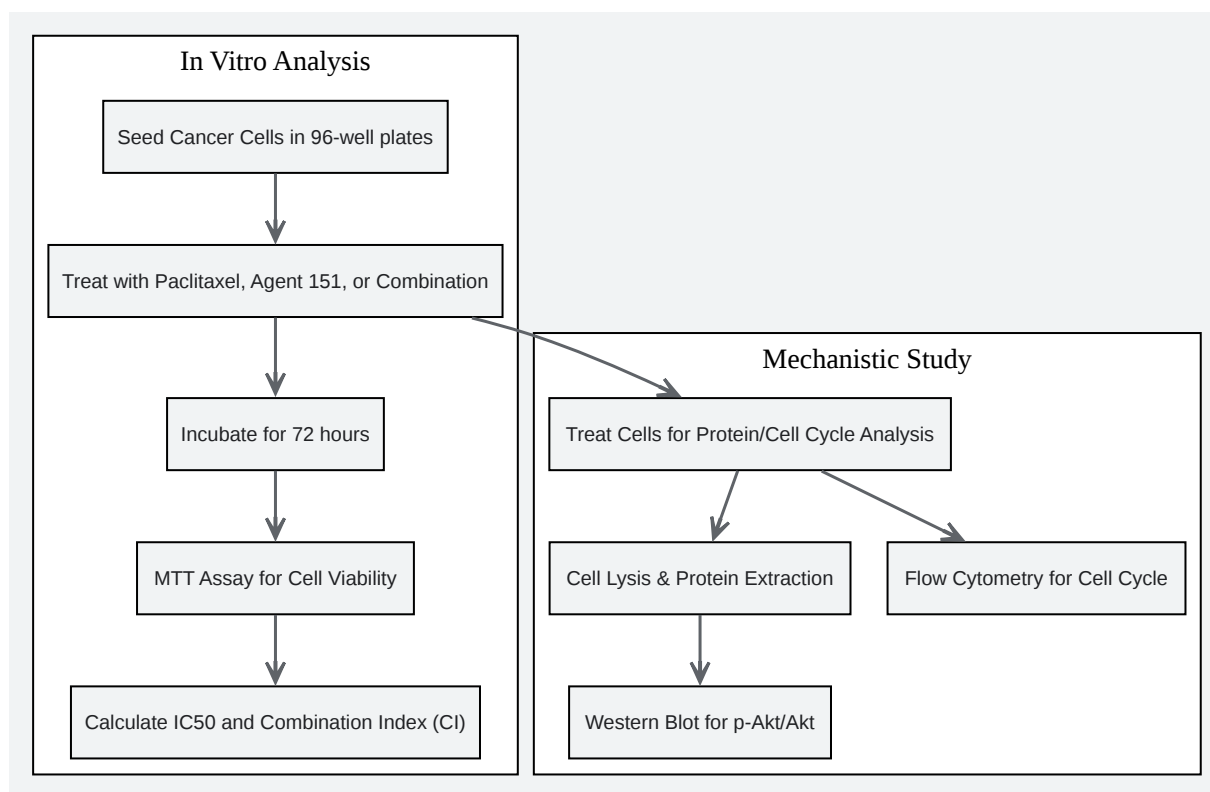 In Vitro Analysis
Seed Cancer Cells in 96-well plates
Treat with Paclitaxel, Agent 151, or Combination
Incubate for 72 hours
MTT Assay for Cell Viability
Calculate IC50 and Combination Index (CI)
Mechanistic Study
Treat Cells for Protein/Cell Cycle Analysis
Cell Lysis & Protein Extraction
Flow Cytometry for Cell Cycle
Western Blot for p-Akt/Akt